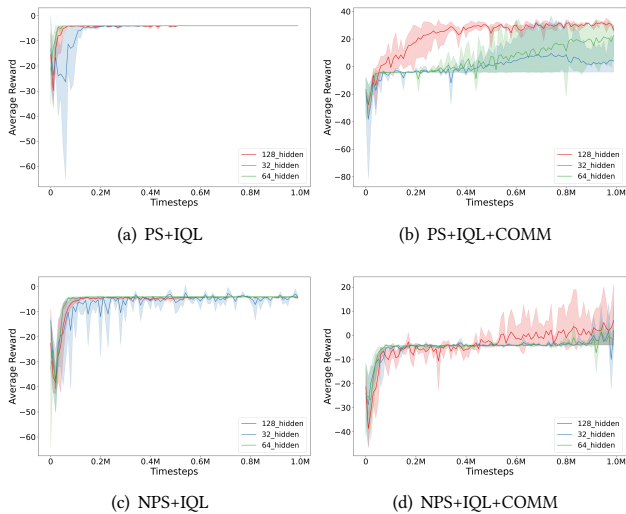 Average Reward
0
−10
−20
−30
−40
−50
−60
0 0.2M 0.4M 0.6M 0.8M 1.0M
Timesteps
128_hidden
32_hidden
64_hidden
(a) PS+IQL
Average Reward
40
20
0
−20
−40
−60
−80
0 0.2M 0.4M 0.6M 0.8M 1.0M
Timesteps
128_hidden
32_hidden
64_hidden
(b) PS+IQL+COMM
Average Reward
0
−10
−20
−30
−40
−50
−60
0 0.2M 0.4M 0.6M 0.8M 1.0M
Timesteps
128_hidden
32_hidden
64_hidden
(c) NPS+IQL
Average Reward
20
10
0
−10
−20
−30
−40
0 0.2M 0.4M 0.6M 0.8M 1.0M
Timesteps
128_hidden
32_hidden
64_hidden
(d) NPS+IQL+COMM